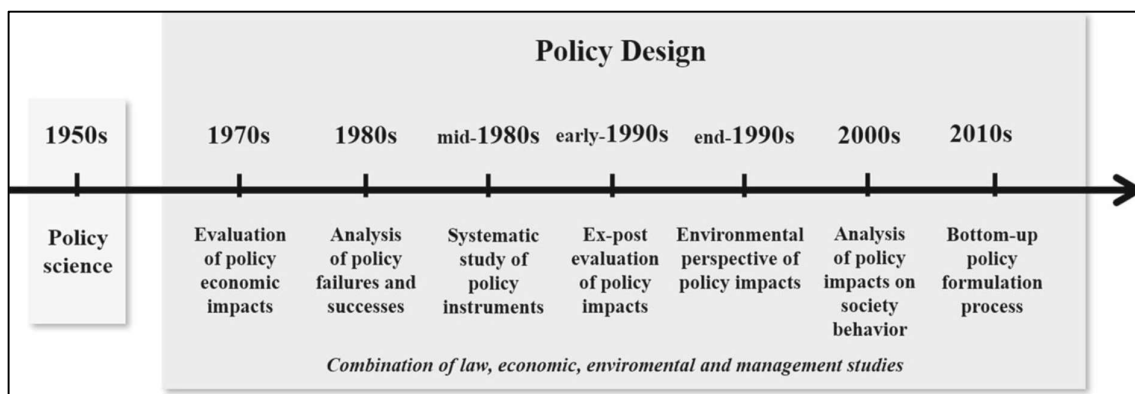 Policy Design
1950s
1970s
1980s
mid-1980s
early-1990s
end-1990s
2000s
2010s
Policy
science
Evaluation
of policy
economic
impacts
Analysis
of policy
failures and
successes
Systematic
study of
policy
instruments
Ex-post
evaluation
of policy
impacts
Environmental
perspective of
policy impacts
Analysis
of policy
impacts on
society
behavior
Bottom-up
policy
formulation
process
Combination of law, economic, enviromental and management studies